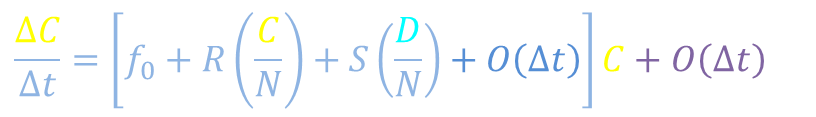 ΔC/Δt = [f₀ + R(C/N) + S(D/N) + O(Δt)] C + O(Δt)